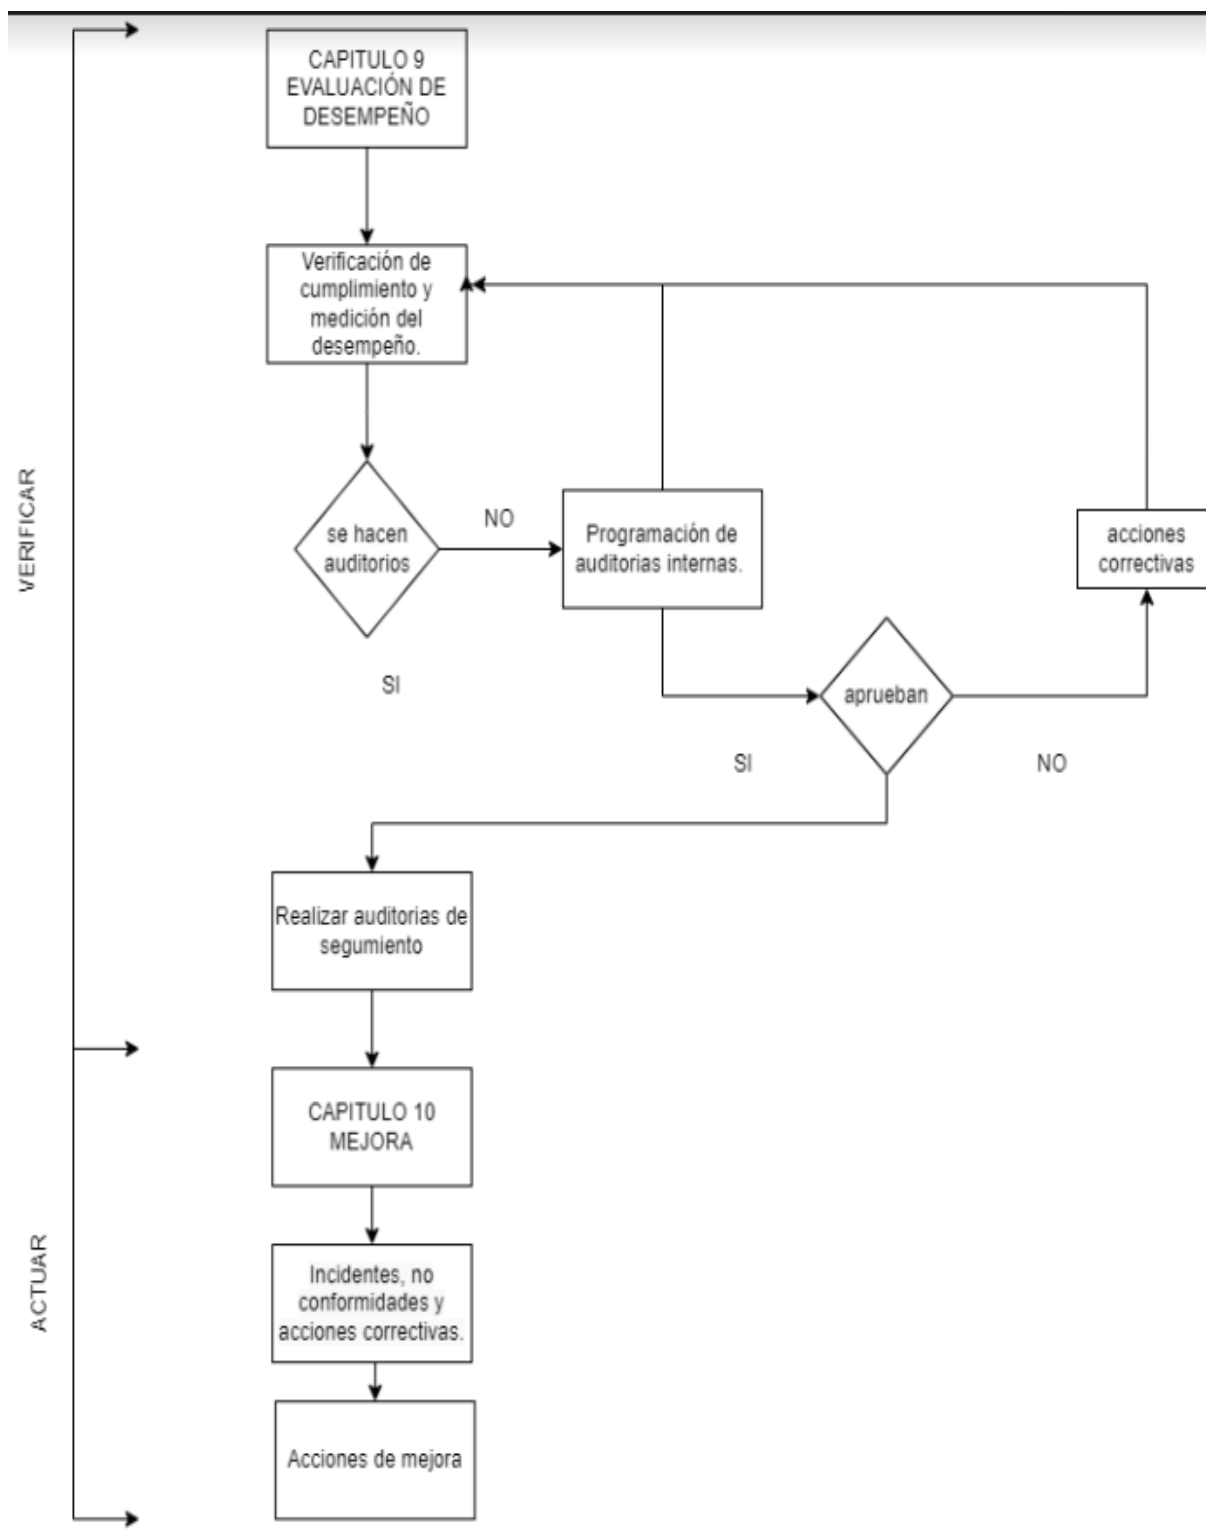 CAPITULO 9
EVALUACIÓN DE
DESEMPEÑO
Verificación de
cumplimiento y
medición del
desempeño.
VERIFICAR
se hacen
auditorios
NO
Programación de
auditorias internas.
acciones
correctivas
SI
aprueban
SI
NO
Realizar auditorias de
segumiento
CAPITULO 10
MEJORA
ACTUAR
Incidentes, no
conformidades y
acciones correctivas.
Acciones de mejora